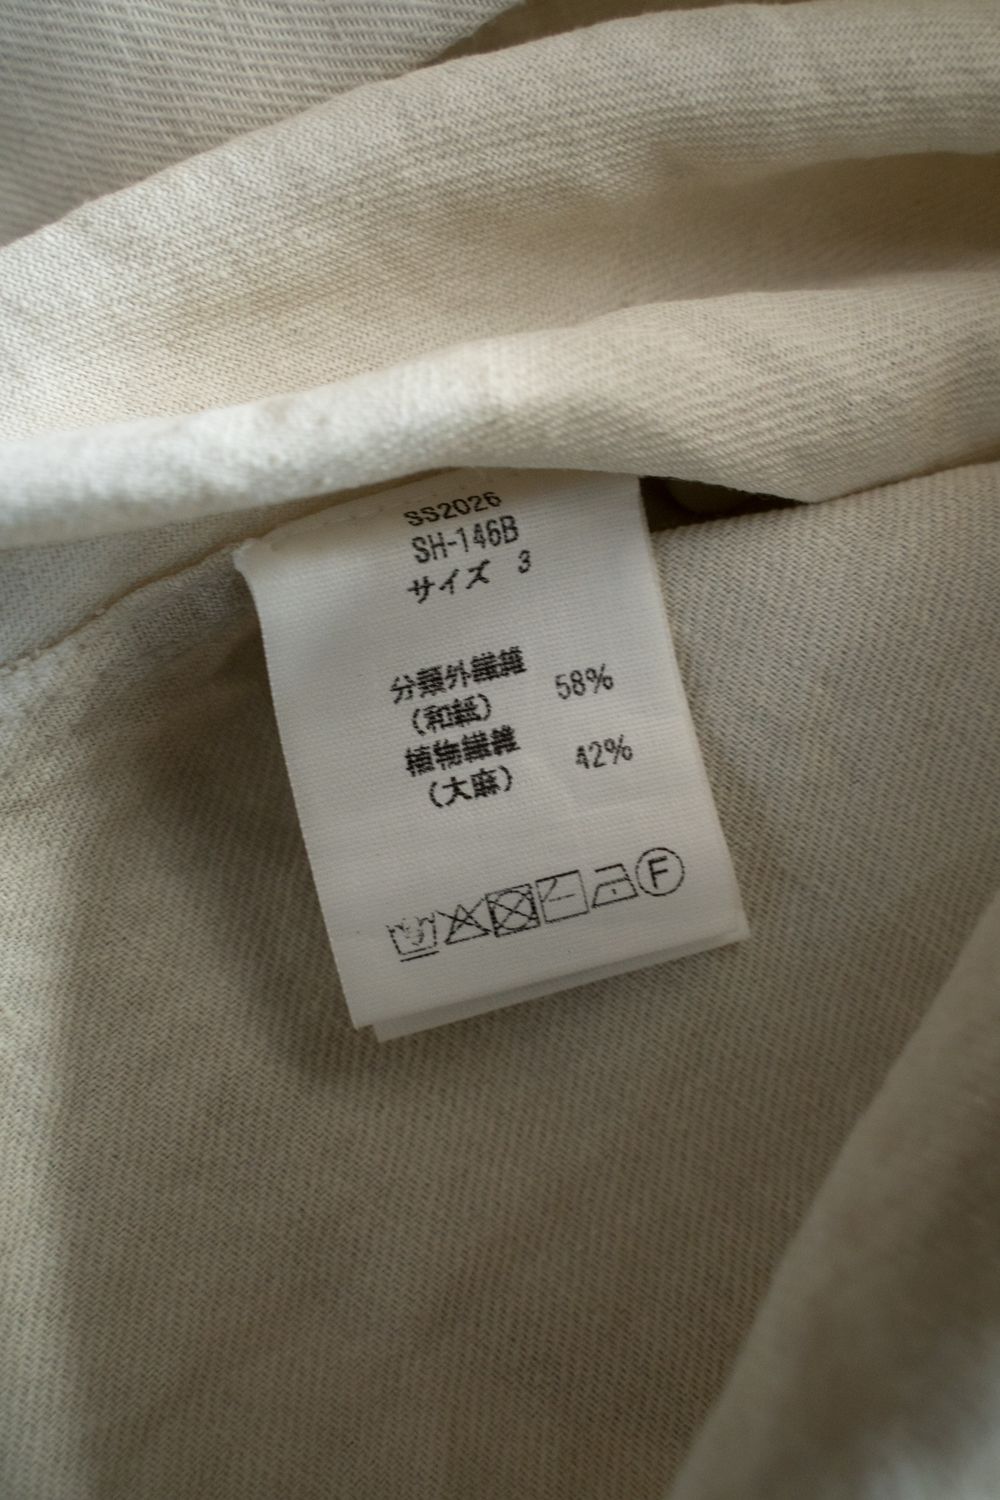 SS2026
SH-146B
サイズ 3
分類外繊維 58%
(和紙)
植物繊維 42%
(大麻)
F